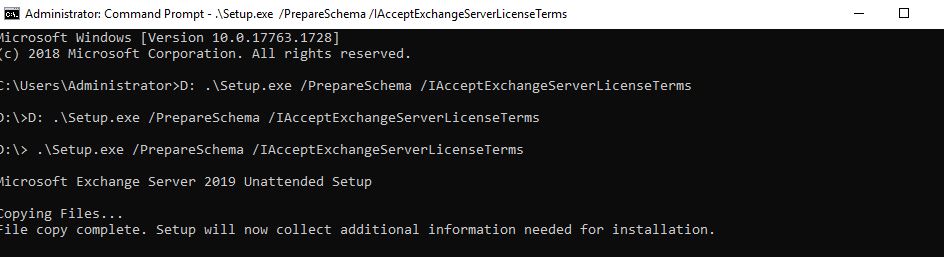 Administrator: Command Prompt - .\Setup.exe /PrepareSchema /IAcceptExchangeServerLicenseTerms
Microsoft Windows [Version 10.0.17763.1728]
(c) 2018 Microsoft Corporation. All rights reserved.
C:\Users\Administrator>D: .\Setup.exe /PrepareSchema /IAcceptExchangeServerLicenseTerms
D:\>D: .\Setup.exe /PrepareSchema /IAcceptExchangeServerLicenseTerms
D:\> .\Setup.exe /PrepareSchema /IAcceptExchangeServerLicenseTerms
Microsoft Exchange Server 2019 Unattended Setup
Copying Files...
File copy complete. Setup will now collect additional information needed for installation.